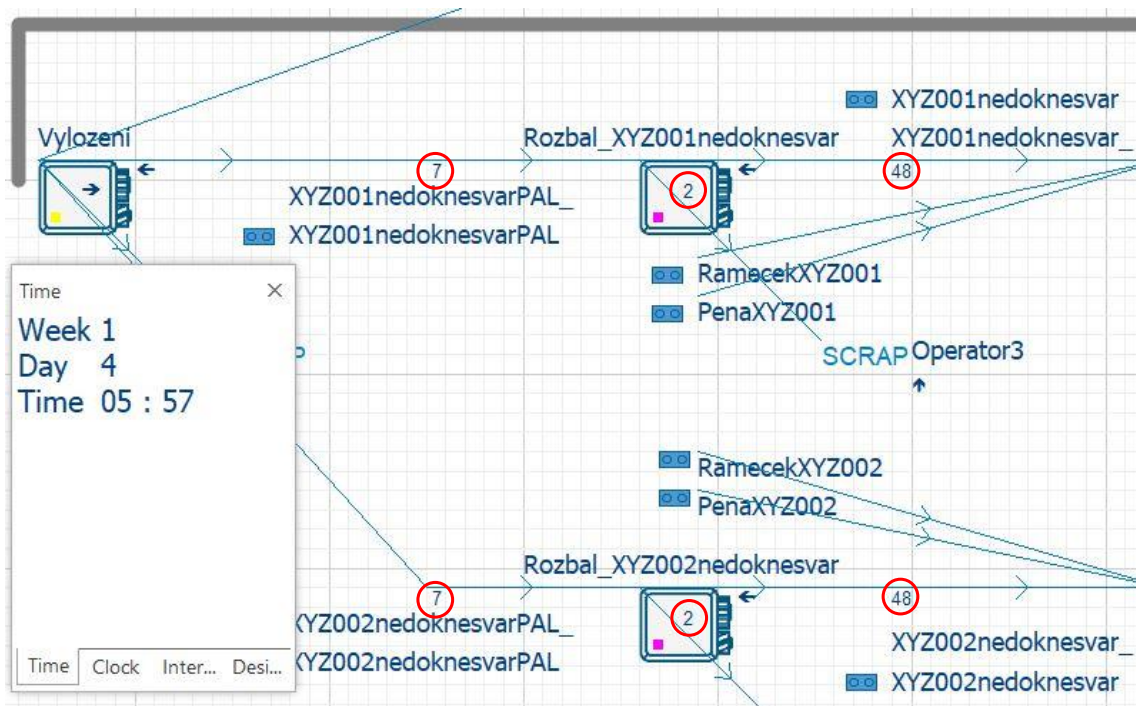 XYZ001nedoknesvar
Vylození
Rozbal_XYZ001nedoknesvar
XYZ001nedoknesvar_
7
48
2
XYZ001nedoknesvarPAL_
XYZ001nedoknesvarPAL
RamecekXYZ001
PenaXYZ001
SCRAP
Operator3
Time
Week 1
Day 4
Time 05 : 57
RamecekXYZ002
PenaXYZ002
Rozbal_XYZ002nedoknesvar
7
48
2
XYZ002nedoknesvarPAL_
XYZ002nedoknesvar_
XYZ002nedoknesvarPAL
XYZ002nedoknesvar
Time Clock Inter... Desi...